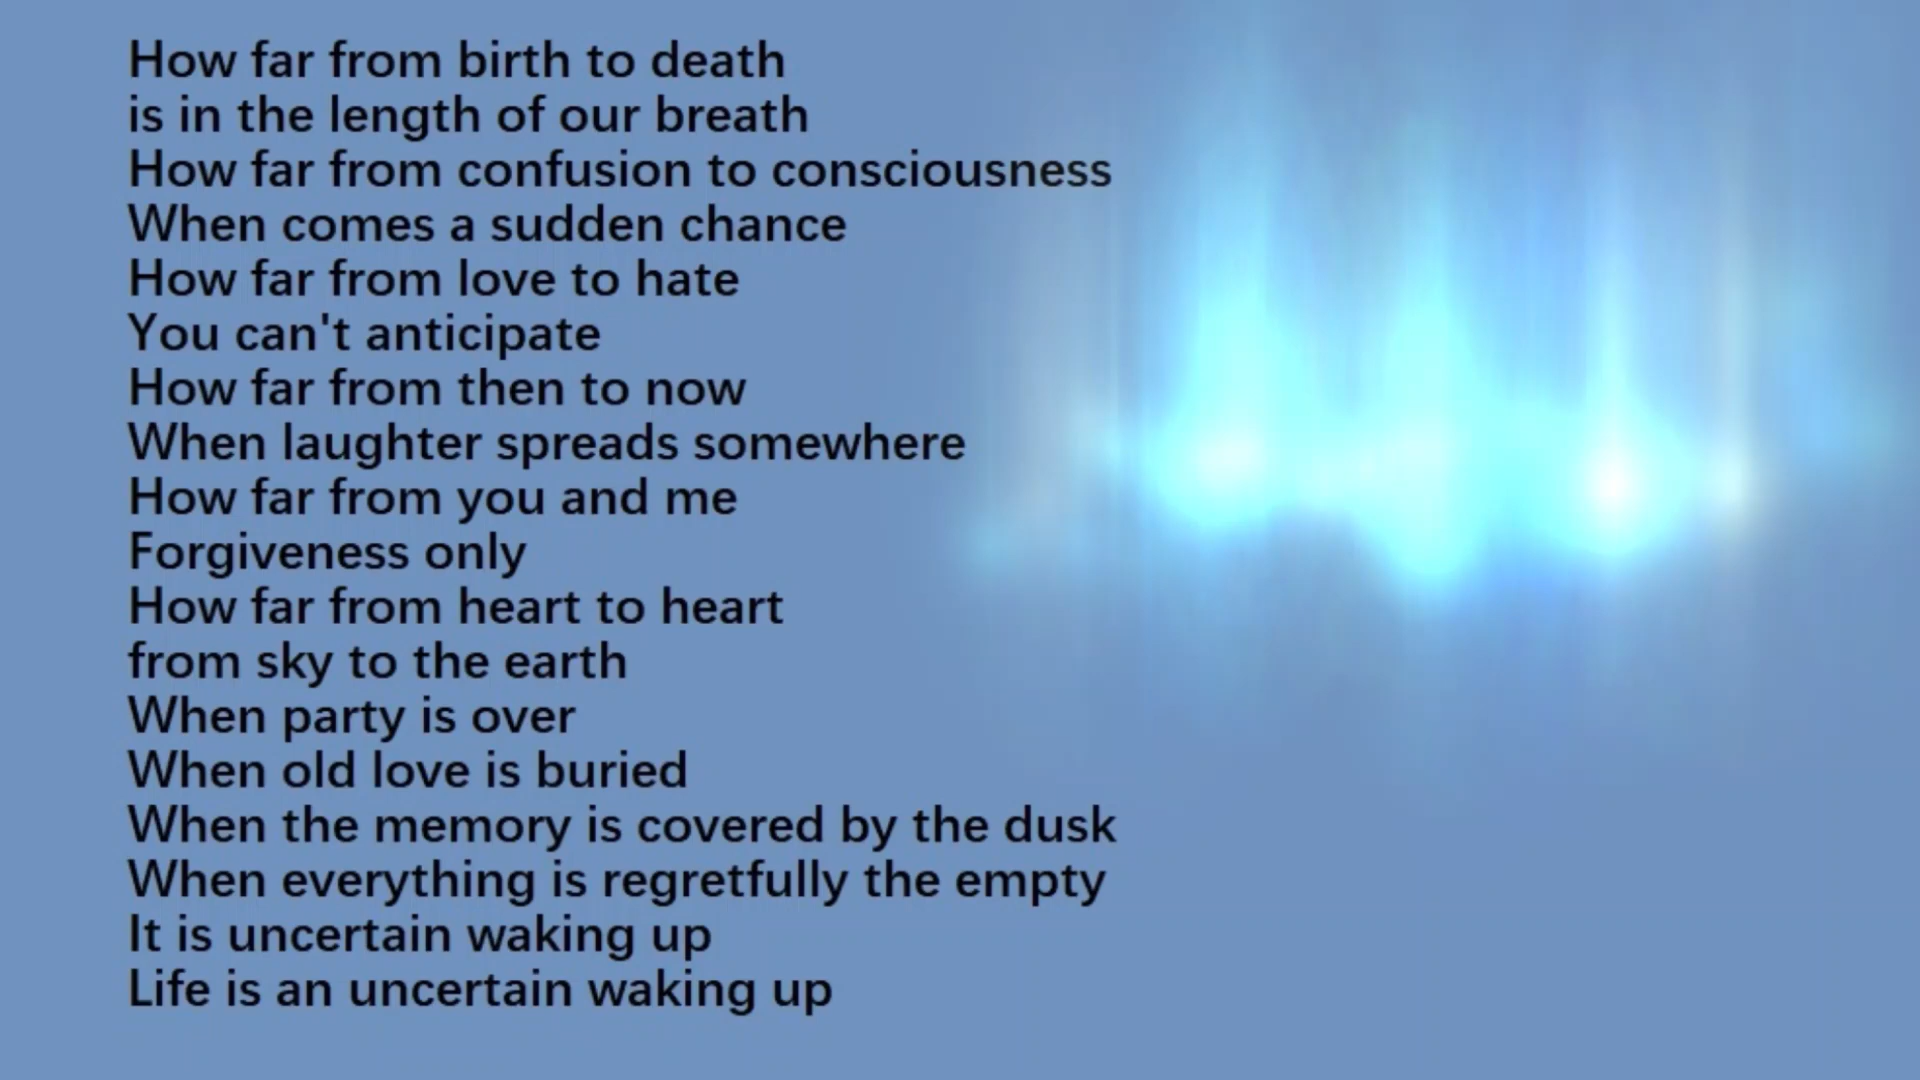 How far from birth to death
is in the length of our breath
How far from confusion to consciousness
When comes a sudden chance
How far from love to hate
You can't anticipate
How far from then to now
When laughter spreads somewhere
How far from you and me
Forgiveness only
How far from heart to heart
from sky to the earth
When party is over
When old love is buried
When the memory is covered by the dusk
When everything is regretfully the empty
It is uncertain waking up
Life is an uncertain waking up